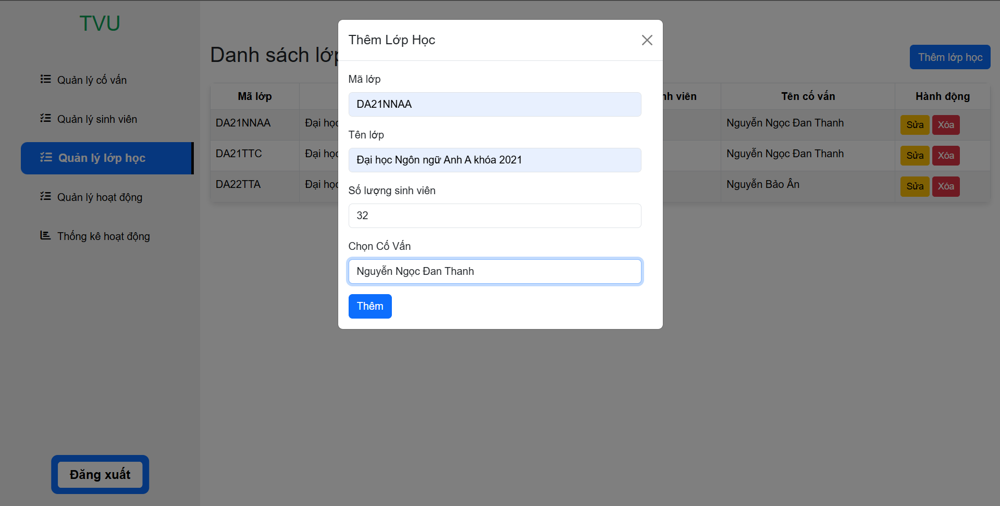 TVU
Quản lý cố vấn
Quản lý sinh viên
Quản lý lớp học
Quản lý hoạt động
Thống kê hoạt động
Đăng xuất
Danh sách lớp
Thêm lớp học
Mã lớp
nh viên
Tên cố vấn
Hành động
DA21NNAA
Đại học
Nguyễn Ngọc Đan Thanh
Sửa
Xóa
DA21TTC
Đại học
Nguyễn Ngọc Đan Thanh
Sửa
Xóa
DA22TTA
Đại học
Nguyễn Bảo Ân
Sửa
Xóa
Thêm Lớp Học
Mã lớp
DA21NNAA
Tên lớp
Đại học Ngôn ngữ Anh A khóa 2021
Số lượng sinh viên
32
Chọn Cố Vấn
Nguyễn Ngọc Đan Thanh
Thêm